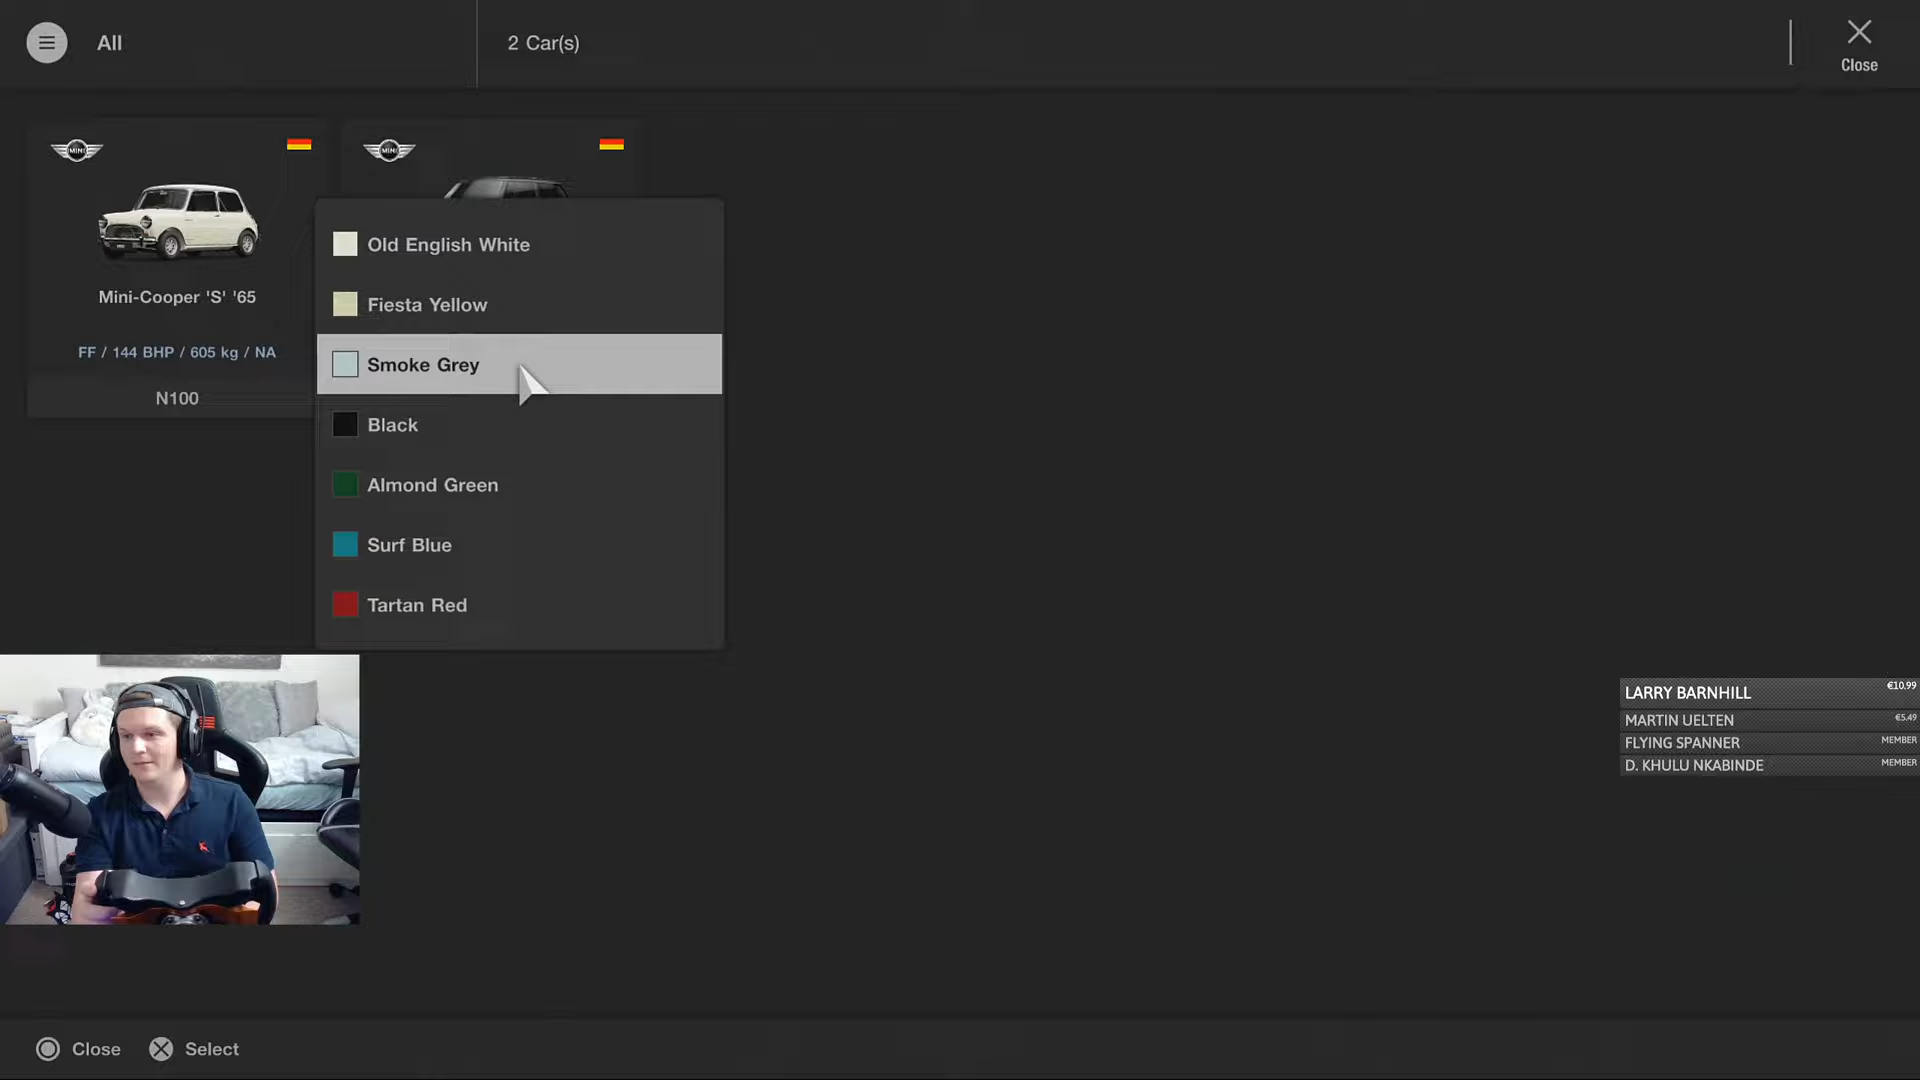 All
2 Car(s)
Close
MINI
MINI
Mini-Cooper 'S' '65
FF / 144 BHP / 605 kg / NA
N100
Old English White
Fiesta Yellow
Smoke Grey
Black
Almond Green
Surf Blue
Tartan Red
LARRY BARNHILL €10.99
MARTIN UELTEN €5.49
FLYING SPANNER MEMBER
D. KHULU NKABINDE MEMBER
Close Select